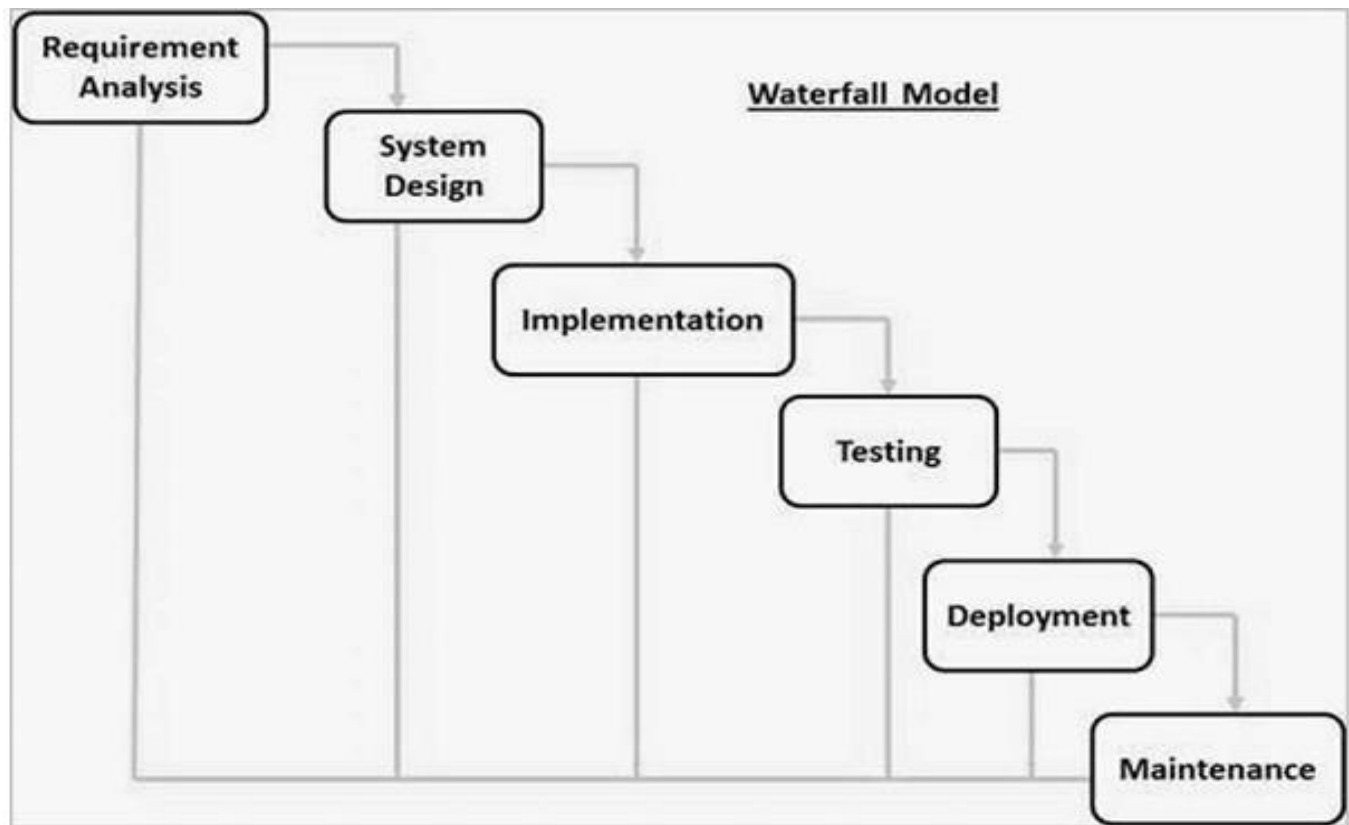 Requirement
Analysis
Waterfall Model
System
Design
Implementation
Testing
Deployment
Maintenance